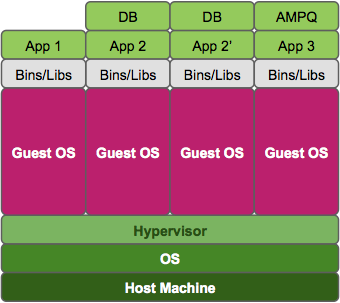 DB DB AMPQ
App 1 App 2 App 2' App 3
Bins/Libs Bins/Libs Bins/Libs Bins/Libs
Guest OS Guest OS Guest OS Guest OS
Hypervisor
OS
Host Machine